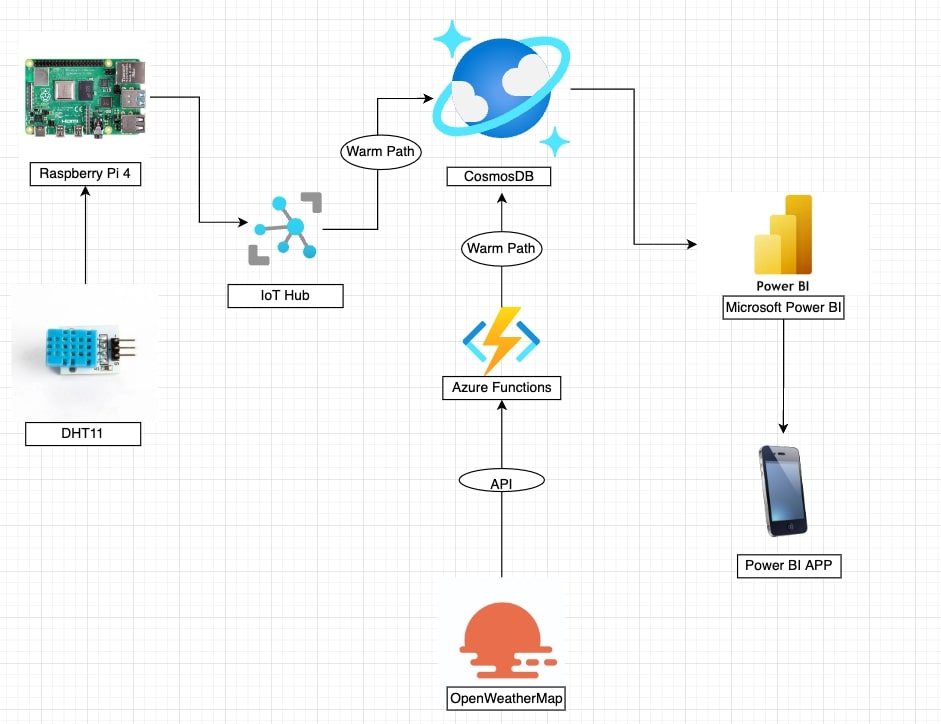 Raspberry Pi 4
Warm Path
CosmosDB
IoT Hub
Warm Path
Power BI
Microsoft Power BI
Azure Functions
DHT11
API
Power BI APP
OpenWeatherMap